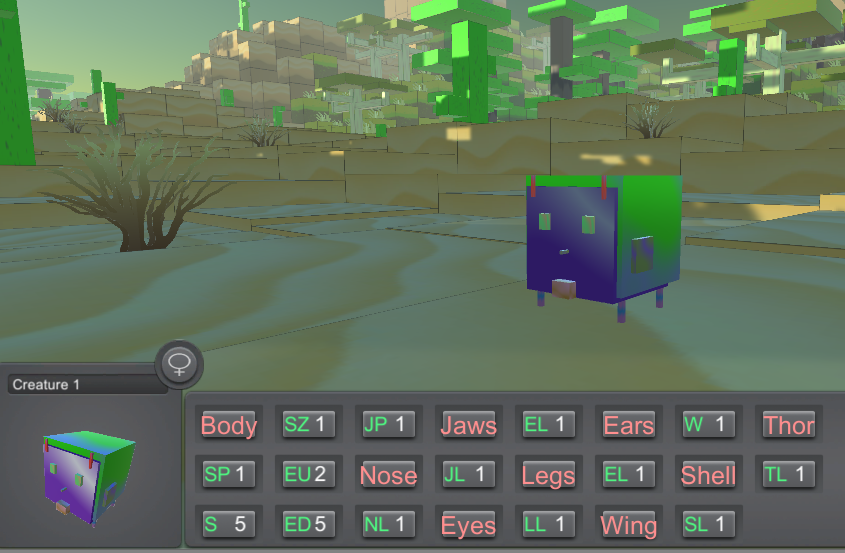 Creature 1
Body SZ 1 JP 1 Jaws EL 1 Ears W 1 Thor
SP 1 EU 2 Nose JL 1 Legs EL 1 Shell TL 1
S 5 ED 5 NL 1 Eyes LL 1 Wing SL 1